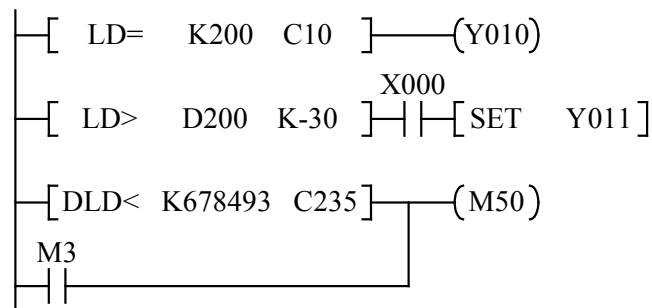 LD= K200 C10 Y010
X000
LD> D200 K-30 SET Y011
DLD< K678493 C235 M50
M3